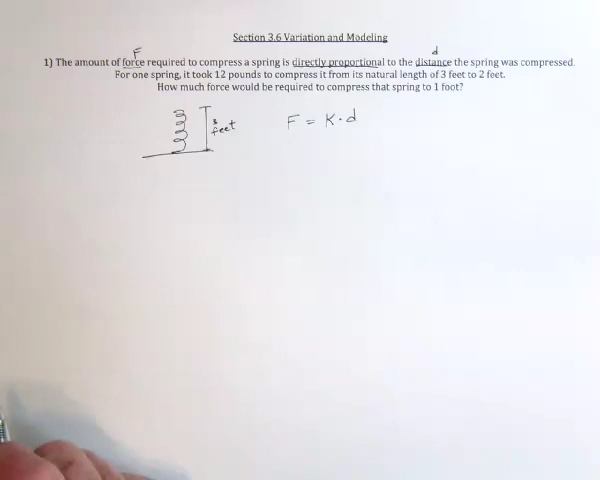 Section 3.6 Variation and Modeling
F d
1) The amount of force required to compress a spring is directly proportional to the distance the spring was compressed.
For one spring, it took 12 pounds to compress it from its natural length of 3 feet to 2 feet.
How much force would be required to compress that spring to 1 foot?
3
feet
F = K · d